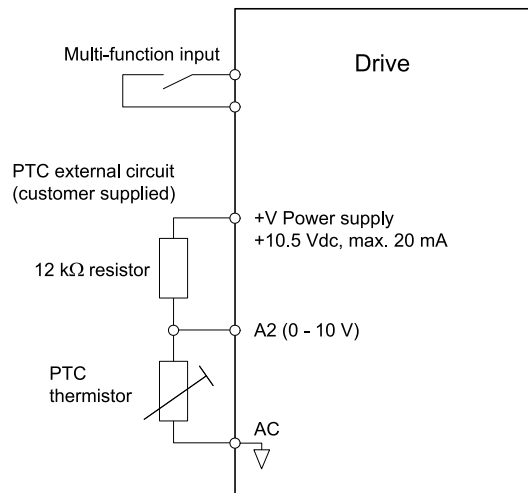 Multi-function input
Drive
PTC external circuit
(customer supplied)
+V Power supply
+10.5 Vdc, max. 20 mA
12 kΩ resistor
A2 (0 - 10 V)
PTC
thermistor
AC